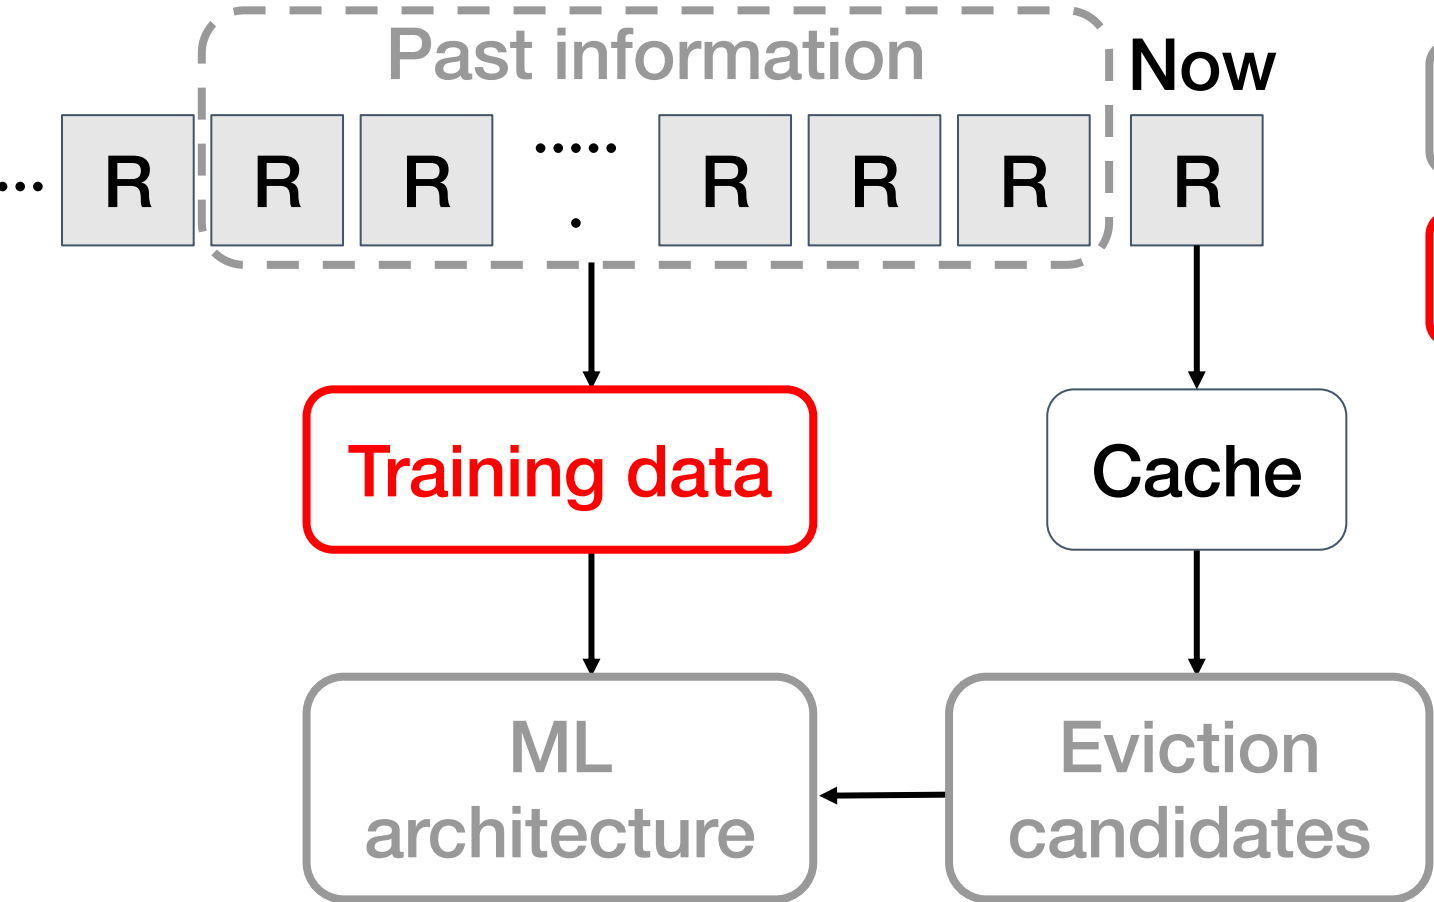 Past information
Now
... R R R ..... R R R R
.
Training data
Cache
ML
architecture
Eviction
candidates